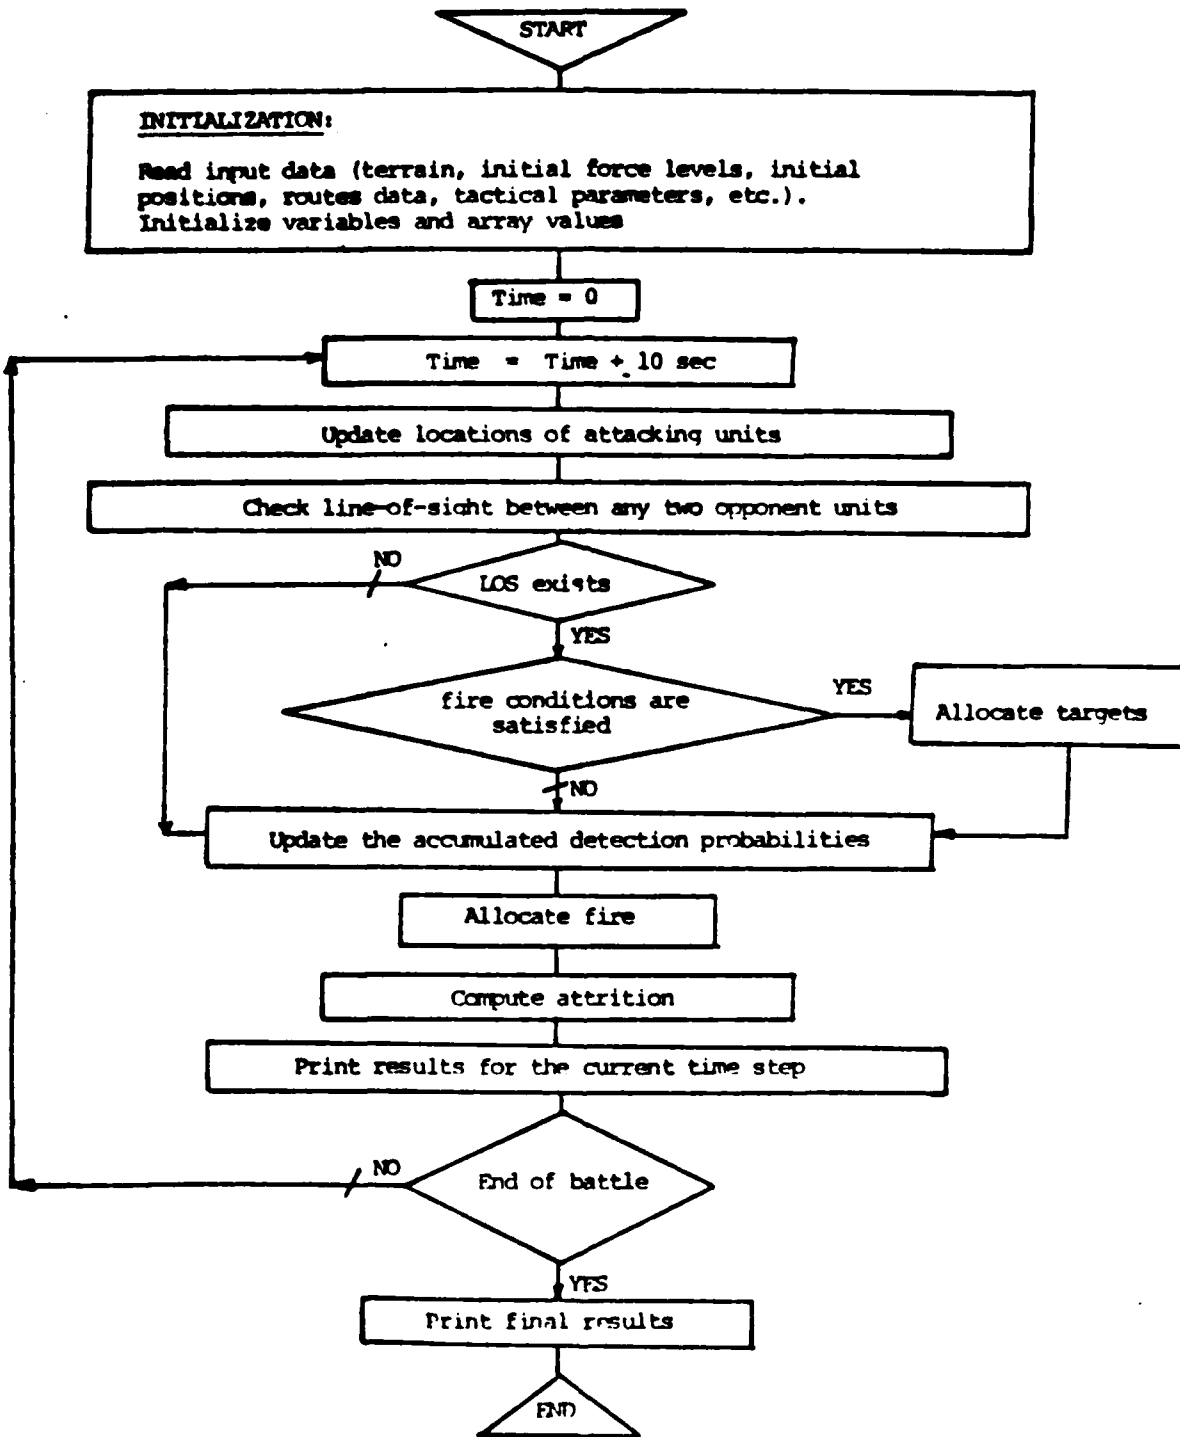 START
INITIALIZATION:
Read input data (terrain, initial force levels, initial
positions, routes data, tactical parameters, etc.).
Initialize variables and array values
Time = 0
Time = Time + 10 sec
Update locations of attacking units
Check line-of-sight between any two opponent units
NO
LOS exists
YES
fire conditions are
satisfied
YES
Allocate targets
NO
Update the accumulated detection probabilities
Allocate fire
Compute attrition
Print results for the current time step
NO
End of battle
YES
Print final results
END